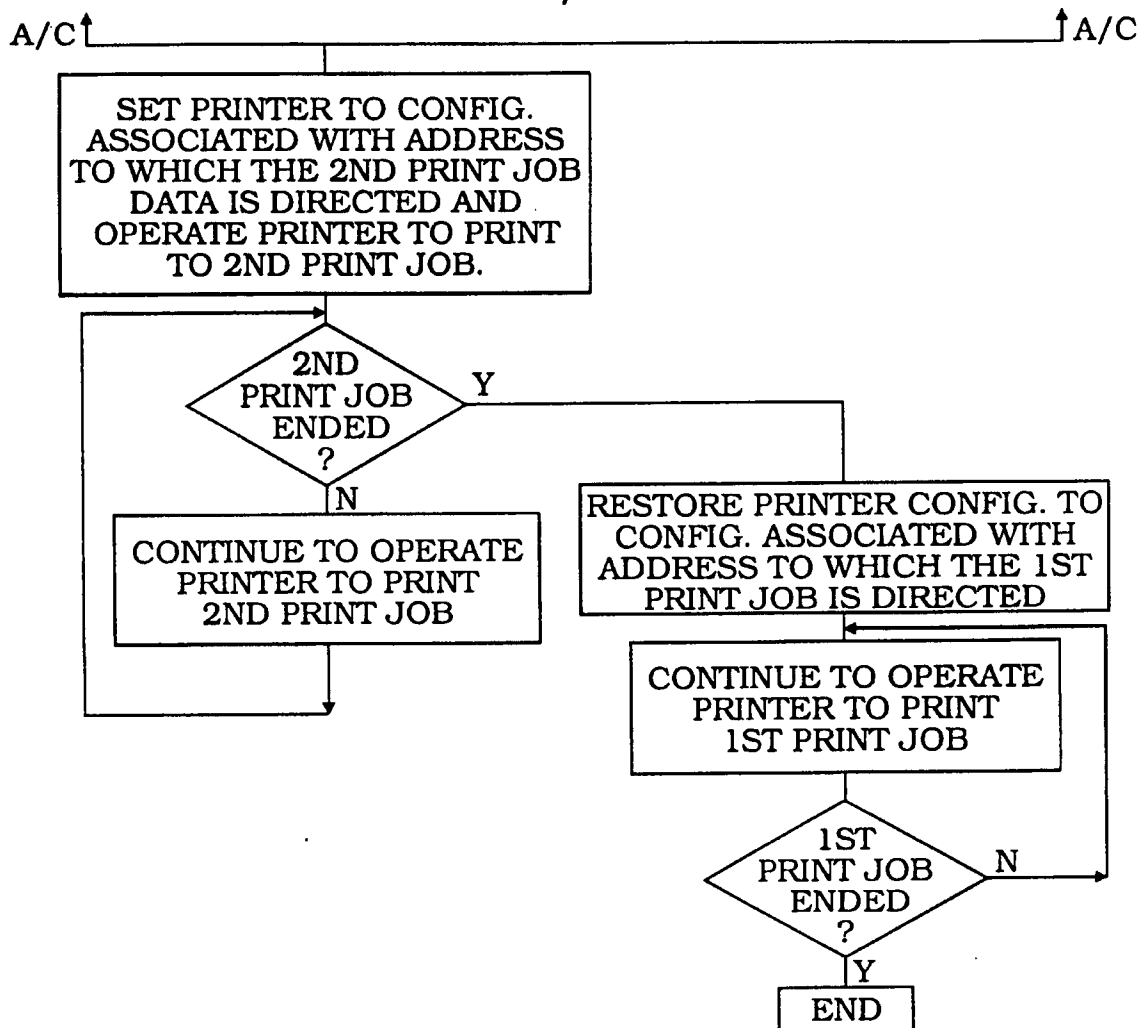 A/C
A/C
SET PRINTER TO CONFIG.
ASSOCIATED WITH ADDRESS
TO WHICH THE 2ND PRINT JOB
DATA IS DIRECTED AND
OPERATE PRINTER TO PRINT
TO 2ND PRINT JOB.
2ND
PRINT JOB
ENDED
?
Y
N
CONTINUE TO OPERATE
PRINTER TO PRINT
2ND PRINT JOB
RESTORE PRINTER CONFIG. TO
CONFIG. ASSOCIATED WITH
ADDRESS TO WHICH THE 1ST
PRINT JOB IS DIRECTED
CONTINUE TO OPERATE
PRINTER TO PRINT
1ST PRINT JOB
1ST
PRINT JOB
ENDED
?
N
Y
END